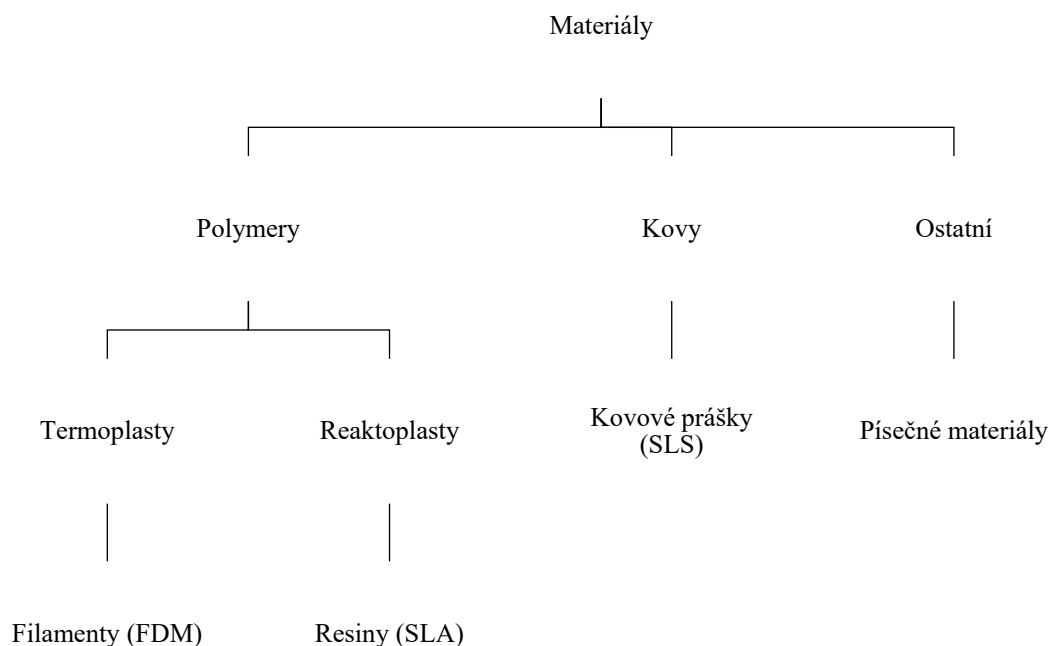 Materiály
Polymery
Kovy
Ostatní
Termoplasty
Reaktoplasty
Kovové prášky
(SLS)
Písečné materiály
Filamenty (FDM)
Resiny (SLA)